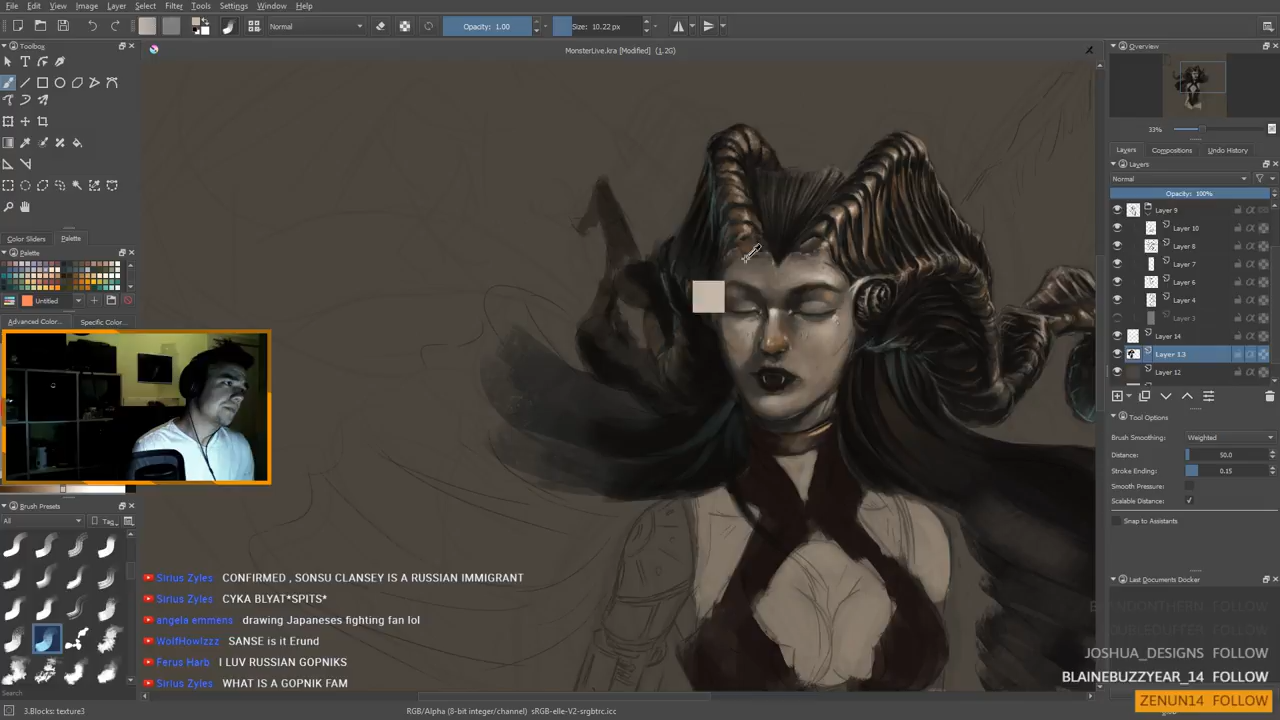 File Edit View Image Layer Select Filter Tools Settings Window Help
Normal
Opacity: 1.00
Size: 10.22 px
MonsterLive.kra [Modified] (1.2G)
Toolbox
Color Sliders
Palette
Palette
Untitled
Advanced Color...
Specific Color...
Brush Presets
All
Tag
Search
3.Blocks: texture3
Sirius Zyles CONFIRMED , SONSU CLANSEY IS A RUSSIAN IMMIGRANT
Sirius Zyles CYKA BLYAT*SPITS*
angela emmens drawing Japaneses fighting fan lol
WolfHowlzzz SANSE is it Erund
Ferus Harb I LUV RUSSIAN GOPNIKS
Sirius Zyles WHAT IS A GOPNIK FAM
RGB/Alpha (8-bit integer/channel) sRGB-elle-V2-srgbtrc.icc
Overview
33%
Layers
Compositions
Undo History
Layers
Normal
Opacity: 100%
Layer 9
Layer 10
Layer 8
Layer 7
Layer 6
Layer 4
Layer 3
Layer 14
Layer 13
Layer 12
Tool Options
Brush Smoothing: Weighted
Distance: 50.0
Stroke Ending: 0.15
Smooth Pressure:
Scalable Distance:
Snap to Assistants
Last Documents Docker
FOLLOW
FOLLOW
JOSHUA_DESIGNS FOLLOW
BLAINEBUZZYEAR_14 FOLLOW
ZENUN14 FOLLOW